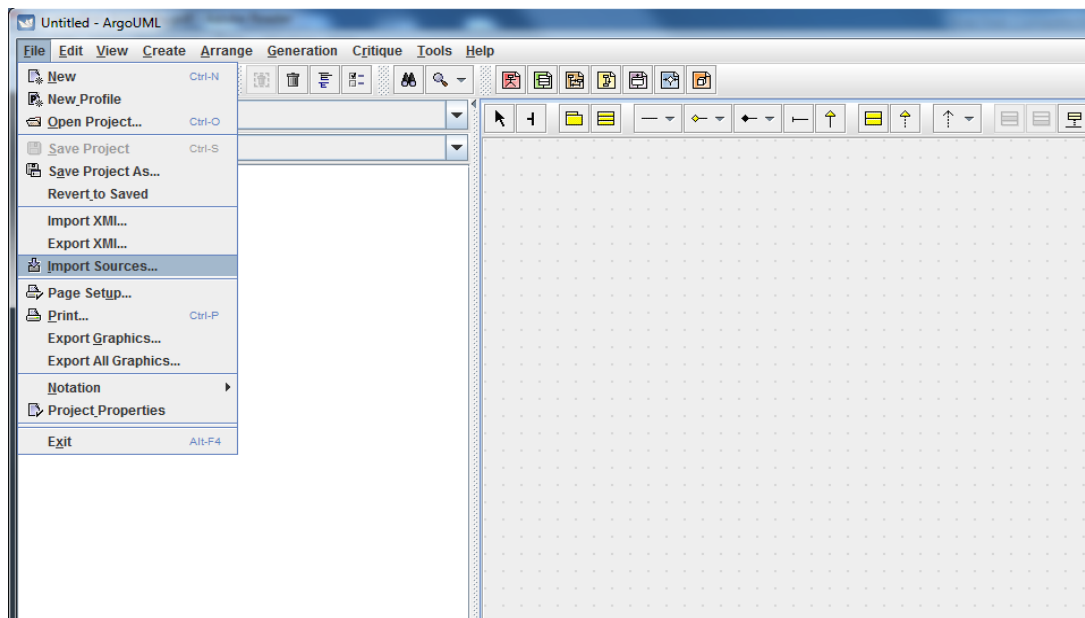 Untitled - ArgoUML
File Edit View Create Arrange Generation Critique Tools Help
New Ctrl-N
New Profile
Open Project... Ctrl-O
Save Project Ctrl-S
Save Project As...
Revert to Saved
Import XMI...
Export XMI...
Import Sources...
Page Setup...
Print... Ctrl-P
Export Graphics...
Export All Graphics...
Notation
Project Properties
Exit Alt-F4